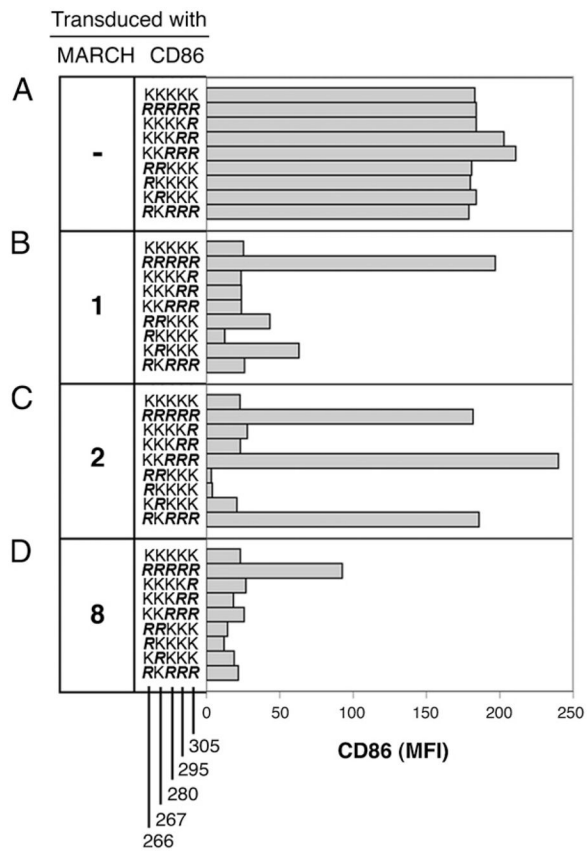 Transduced with
MARCH CD86
A
-
KKKKK
RRRRR
KKKKR
KKKRR
KKRRR
RRKKK
RKKKK
KRKKK
RKRRR
B
1
KKKKK
RRRRR
KKKKR
KKKRR
KKRRR
RRKKK
RKKKK
KRKKK
RKRRR
C
2
KKKKK
RRRRR
KKKKR
KKKRR
KKRRR
RRKKK
RKKKK
KRKKK
RKRRR
D
8
KKKKK
RRRRR
KKKKR
KKKRR
KKRRR
RRKKK
RKKKK
KRKKK
RKRRR
0 50 100 150 200 250
CD86 (MFI)
305
295
280
267
266